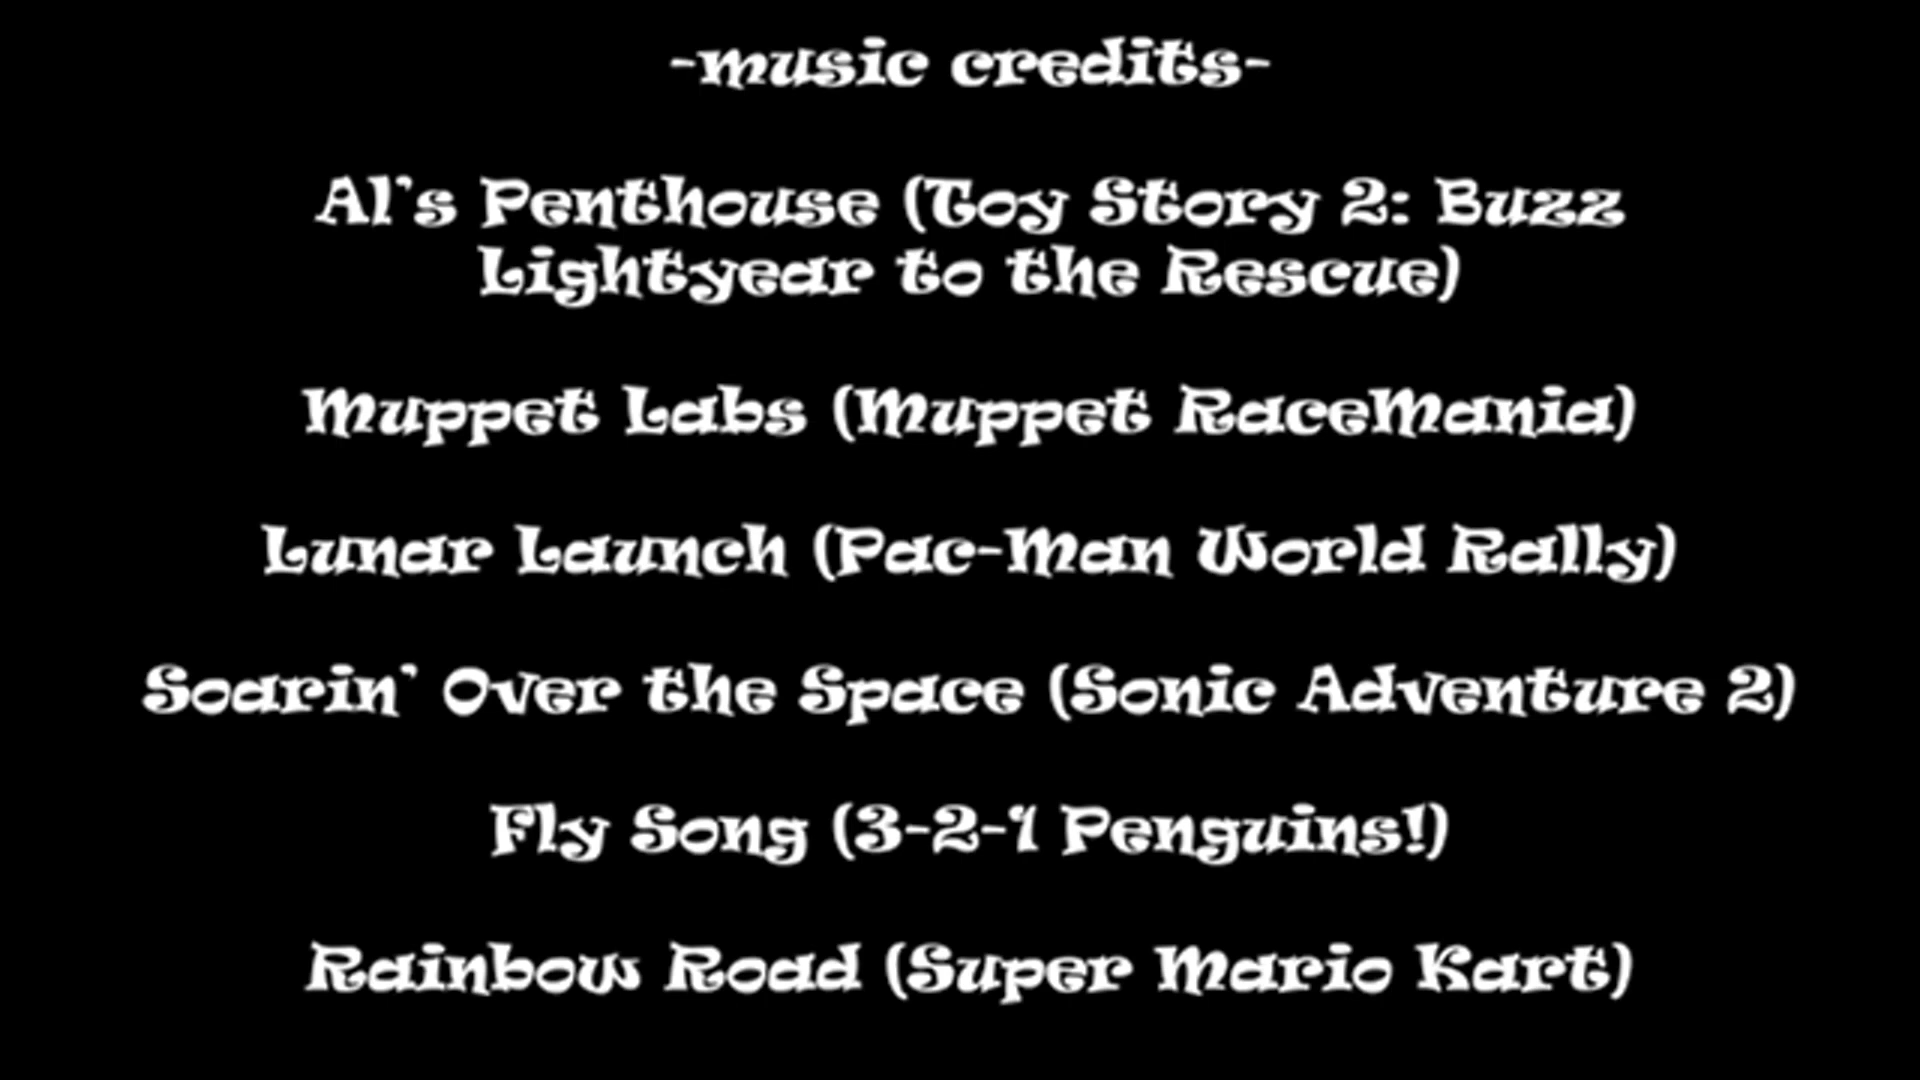 -music credits-
Al's Penthouse (Toy Story 2: Buzz
Lightyear to the Rescue)
Muppet Labs (Muppet RaceMania)
Lunar Launch (Pac-Man World Rally)
Soarin' Over the Space (Sonic Adventure 2)
Fly Song (3-2-1 Penguins!)
Rainbow Road (Super Mario Kart)